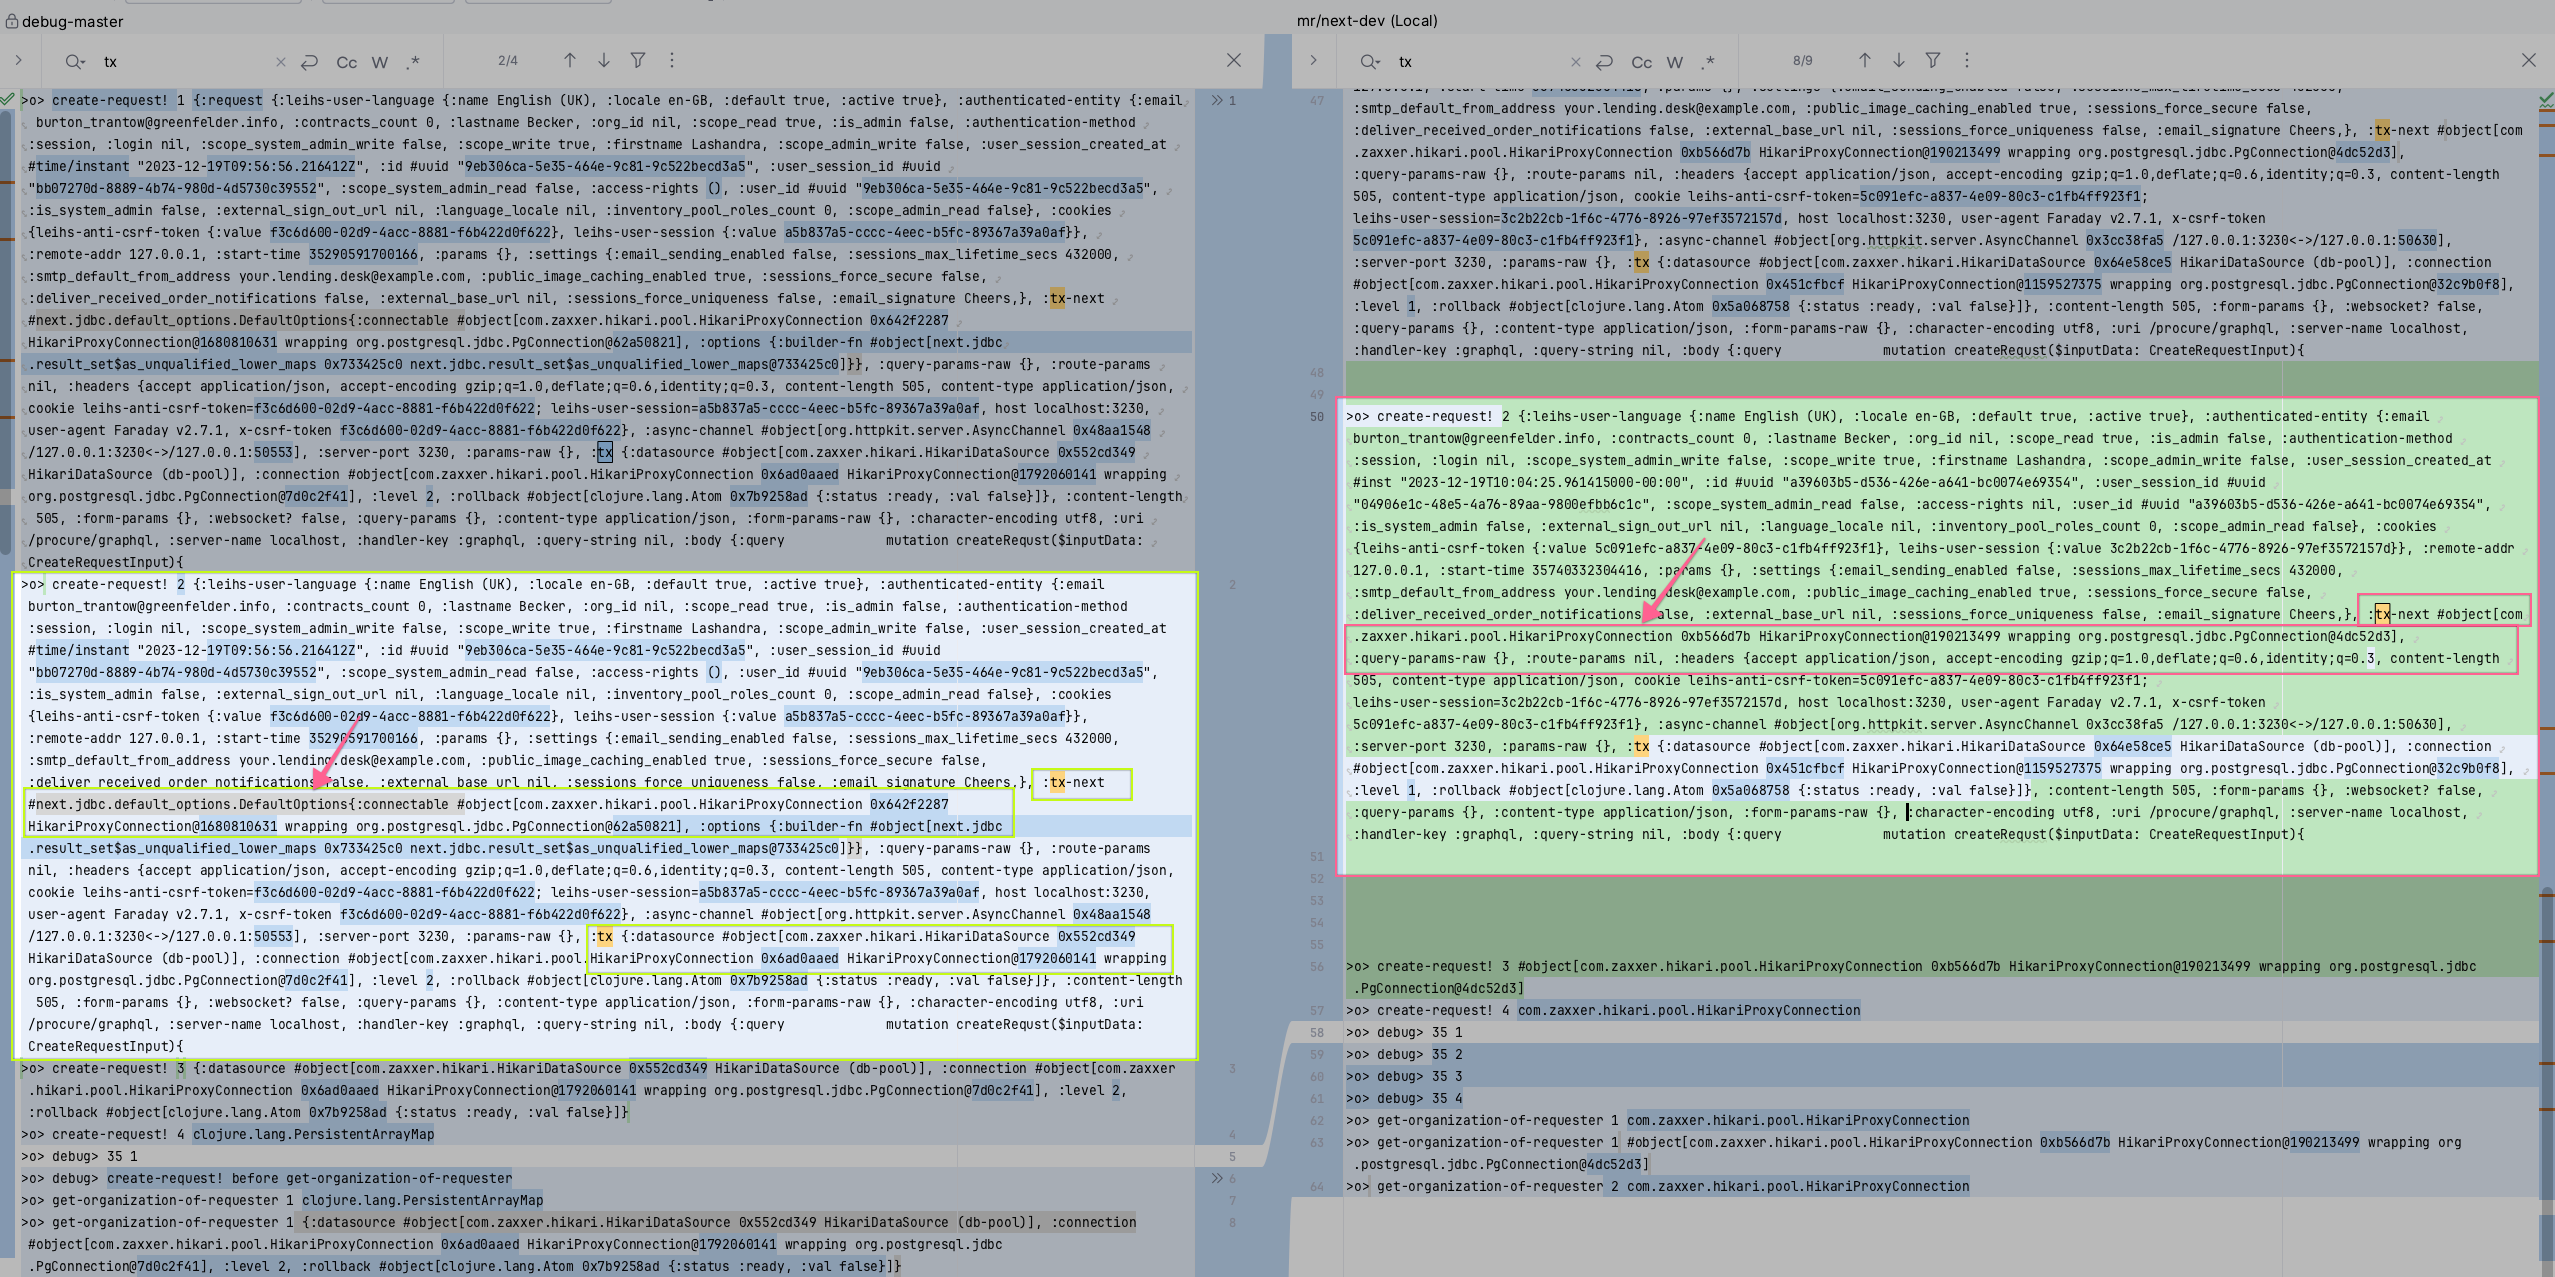 debug-master
mr/next-dev (Local)
tx
Cc W .*
2/4
tx
Cc W .*
8/9
>o> create-request! 1 {:request {:leihs-user-language {:name English (UK), :locale en-GB, :default true, :active true}, :authenticated-entity {:email
burton_trantow@greenfelder.info, :contracts_count 0, :lastname Becker, :org_id nil, :scope_read true, :is_admin false, :authentication-method
:session, :login nil, :scope_system_admin_write false, :scope_write true, :firstname Lashandra, :scope_admin_write false, :user_session_created_at
#time/instant "2023-12-19T09:56:56.216412Z", :id #uuid "9eb306ca-5e35-464e-9c81-9c522becd3a5", :user_session_id #uuid
"bb07270d-8889-4b74-980d-4d5730c39552", :scope_system_admin_read false, :access-rights (), :user_id #uuid "9eb306ca-5e35-464e-9c81-9c522becd3a5",
:is_system_admin false, :external_sign_out_url nil, :language_locale nil, :inventory_pool_roles_count 0, :scope_admin_read false}, :cookies
{leihs-anti-csrf-token {:value f3c6d600-02d9-4acc-8881-f6b422d0f622}, leihs-user-session {:value a5b837a5-cccc-4eec-b5fc-89367a39a0af}},
:remote-addr 127.0.0.1, :start-time 35290591700166, :params {}, :settings {:email_sending_enabled false, :sessions_max_lifetime_secs 432000,
:smtp_default_from_address your.lending.desk@example.com, :public_image_caching_enabled true, :sessions_force_secure false,
:deliver_received_order_notifications false, :external_base_url nil, :sessions_force_uniqueness false, :email_signature Cheers,}, :tx-next
#next.jdbc.default_options.DefaultOptions{:connectable #object[com.zaxxer.hikari.pool.HikariProxyConnection 0x642f2287
HikariProxyConnection@1680810631 wrapping org.postgresql.jdbc.PgConnection@62a50821], :options {:builder-fn #object[next.jdbc
.result_set$as_unqualified_lower_maps 0x733425c0 next.jdbc.result_set$as_unqualified_lower_maps@733425c0]}}, :query-params-raw {}, :route-params
nil, :headers {accept application/json, accept-encoding gzip;q=1.0,deflate;q=0.6,identity;q=0.3, content-length 505, content-type application/json,
cookie leihs-anti-csrf-token=f3c6d600-02d9-4acc-8881-f6b422d0f622; leihs-user-session=a5b837a5-cccc-4eec-b5fc-89367a39a0af, host localhost:3230,
user-agent Faraday v2.7.1, x-csrf-token f3c6d600-02d9-4acc-8881-f6b422d0f622}, :async-channel #object[org.httpkit.server.AsyncChannel 0x48aa1548
/127.0.0.1:3230<->/127.0.0.1:50553], :server-port 3230, :params-raw {}, :tx {:datasource #object[com.zaxxer.hikari.HikariDataSource 0x552cd349
HikariDataSource (db-pool)], :connection #object[com.zaxxer.hikari.pool.HikariProxyConnection 0x6ad0aaed HikariProxyConnection@1792060141 wrapping
org.postgresql.jdbc.PgConnection@7d0c2f41], :level 2, :rollback #object[clojure.lang.Atom 0x7b9258ad {:status :ready, :val false}]}, :content-length
505, :form-params {}, :websocket? false, :query-params {}, :content-type application/json, :form-params-raw {}, :character-encoding utf8, :uri
/procure/graphql, :server-name localhost, :handler-key :graphql, :query-string nil, :body {:query mutation createRequst($inputData:
CreateRequestInput){
>o> create-request! 2 {:leihs-user-language {:name English (UK), :locale en-GB, :default true, :active true}, :authenticated-entity {:email
burton_trantow@greenfelder.info, :contracts_count 0, :lastname Becker, :org_id nil, :scope_read true, :is_admin false, :authentication-method
:session, :login nil, :scope_system_admin_write false, :scope_write true, :firstname Lashandra, :scope_admin_write false, :user_session_created_at
#time/instant "2023-12-19T09:56:56.216412Z", :id #uuid "9eb306ca-5e35-464e-9c81-9c522becd3a5", :user_session_id #uuid
"bb07270d-8889-4b74-980d-4d5730c39552", :scope_system_admin_read false, :access-rights (), :user_id #uuid "9eb306ca-5e35-464e-9c81-9c522becd3a5",
:is_system_admin false, :external_sign_out_url nil, :language_locale nil, :inventory_pool_roles_count 0, :scope_admin_read false}, :cookies
{leihs-anti-csrf-token {:value f3c6d600-02d9-4acc-8881-f6b422d0f622}, leihs-user-session {:value a5b837a5-cccc-4eec-b5fc-89367a39a0af}},
:remote-addr 127.0.0.1, :start-time 35290591700166, :params {}, :settings {:email_sending_enabled false, :sessions_max_lifetime_secs 432000,
:smtp_default_from_address your.lending.desk@example.com, :public_image_caching_enabled true, :sessions_force_secure false,
:deliver_received_order_notifications false, :external_base_url nil, :sessions_force_uniqueness false, :email_signature Cheers,}, :tx-next
#next.jdbc.default_options.DefaultOptions{:connectable #object[com.zaxxer.hikari.pool.HikariProxyConnection 0x642f2287
HikariProxyConnection@1680810631 wrapping org.postgresql.jdbc.PgConnection@62a50821], :options {:builder-fn #object[next.jdbc
.result_set$as_unqualified_lower_maps 0x733425c0 next.jdbc.result_set$as_unqualified_lower_maps@733425c0]}}, :query-params-raw {}, :route-params
nil, :headers {accept application/json, accept-encoding gzip;q=1.0,deflate;q=0.6,identity;q=0.3, content-length 505, content-type application/json,
cookie leihs-anti-csrf-token=f3c6d600-02d9-4acc-8881-f6b422d0f622; leihs-user-session=a5b837a5-cccc-4eec-b5fc-89367a39a0af, host localhost:3230,
user-agent Faraday v2.7.1, x-csrf-token f3c6d600-02d9-4acc-8881-f6b422d0f622}, :async-channel #object[org.httpkit.server.AsyncChannel 0x48aa1548
/127.0.0.1:3230<->/127.0.0.1:50553], :server-port 3230, :params-raw {}, :tx {:datasource #object[com.zaxxer.hikari.HikariDataSource 0x552cd349
HikariDataSource (db-pool)], :connection #object[com.zaxxer.hikari.pool.HikariProxyConnection 0x6ad0aaed HikariProxyConnection@1792060141 wrapping
org.postgresql.jdbc.PgConnection@7d0c2f41], :level 2, :rollback #object[clojure.lang.Atom 0x7b9258ad {:status :ready, :val false}]}, :content-length
505, :form-params {}, :websocket? false, :query-params {}, :content-type application/json, :form-params-raw {}, :character-encoding utf8, :uri
/procure/graphql, :server-name localhost, :handler-key :graphql, :query-string nil, :body {:query mutation createRequst($inputData:
CreateRequestInput){
>o> create-request! 3 {:datasource #object[com.zaxxer.hikari.HikariDataSource 0x552cd349 HikariDataSource (db-pool)], :connection #object[com.zaxxer
.hikari.pool.HikariProxyConnection 0x6ad0aaed HikariProxyConnection@1792060141 wrapping org.postgresql.jdbc.PgConnection@7d0c2f41], :level 2,
:rollback #object[clojure.lang.Atom 0x7b9258ad {:status :ready, :val false}]}
>o> create-request! 4 clojure.lang.PersistentArrayMap
>o> debug> 35 1
>o> debug> create-request! before get-organization-of-requester
>o> get-organization-of-requester 1 clojure.lang.PersistentArrayMap
>o> get-organization-of-requester 1 {:datasource #object[com.zaxxer.hikari.HikariDataSource 0x552cd349 HikariDataSource (db-pool)], :connection
#object[com.zaxxer.hikari.pool.HikariProxyConnection 0x6ad0aaed HikariProxyConnection@1792060141 wrapping org.postgresql.jdbc
.PgConnection@7d0c2f41], :level 2, :rollback #object[clojure.lang.Atom 0x7b9258ad {:status :ready, :val false}]}
1
2
3
4
5
6
7
8
47
:smtp_default_from_address your.lending.desk@example.com, :public_image_caching_enabled true, :sessions_force_secure false,
:deliver_received_order_notifications false, :external_base_url nil, :sessions_force_uniqueness false, :email_signature Cheers,}, :tx-next #object[com
.zaxxer.hikari.pool.HikariProxyConnection 0xb566d7b HikariProxyConnection@190213499 wrapping org.postgresql.jdbc.PgConnection@4dc52d3],
:query-params-raw {}, :route-params nil, :headers {accept application/json, accept-encoding gzip;q=1.0,deflate;q=0.6,identity;q=0.3, content-length
505, content-type application/json, cookie leihs-anti-csrf-token=5c091efc-a837-4e09-80c3-c1fb4ff923f1;
leihs-user-session=3c2b22cb-1f6c-4776-8926-97ef3572157d, host localhost:3230, user-agent Faraday v2.7.1, x-csrf-token
5c091efc-a837-4e09-80c3-c1fb4ff923f1}, :async-channel #object[org.httpkit.server.AsyncChannel 0x3cc38fa5 /127.0.0.1:3230<->/127.0.0.1:50630],
:server-port 3230, :params-raw {}, :tx {:datasource #object[com.zaxxer.hikari.HikariDataSource 0x64e58ce5 HikariDataSource (db-pool)], :connection
#object[com.zaxxer.hikari.pool.HikariProxyConnection 0x451cfbcf HikariProxyConnection@1159527375 wrapping org.postgresql.jdbc.PgConnection@32c9b0f8],
:level 1, :rollback #object[clojure.lang.Atom 0x5a068758 {:status :ready, :val false}]}, :content-length 505, :form-params {}, :websocket? false,
:query-params {}, :content-type application/json, :form-params-raw {}, :character-encoding utf8, :uri /procure/graphql, :server-name localhost,
:handler-key :graphql, :query-string nil, :body {:query mutation createRequst($inputData: CreateRequestInput){
48
49
50 >o> create-request! 2 {:leihs-user-language {:name English (UK), :locale en-GB, :default true, :active true}, :authenticated-entity {:email
burton_trantow@greenfelder.info, :contracts_count 0, :lastname Becker, :org_id nil, :scope_read true, :is_admin false, :authentication-method
:session, :login nil, :scope_system_admin_write false, :scope_write true, :firstname Lashandra, :scope_admin_write false, :user_session_created_at
#inst "2023-12-19T10:04:25.961415000-00:00", :id #uuid "a39603b5-d536-426e-a641-bc0074e69354", :user_session_id #uuid
"04906e1c-48e5-4a76-89aa-9800efbb6c1c", :scope_system_admin_read false, :access-rights nil, :user_id #uuid "a39603b5-d536-426e-a641-bc0074e69354",
:is_system_admin false, :external_sign_out_url nil, :language_locale nil, :inventory_pool_roles_count 0, :scope_admin_read false}, :cookies
{leihs-anti-csrf-token {:value 5c091efc-a837-4e09-80c3-c1fb4ff923f1}, leihs-user-session {:value 3c2b22cb-1f6c-4776-8926-97ef3572157d}}, :remote-addr
127.0.0.1, :start-time 35740332304416, :params {}, :settings {:email_sending_enabled false, :sessions_max_lifetime_secs 432000,
:smtp_default_from_address your.lending.desk@example.com, :public_image_caching_enabled true, :sessions_force_secure false,
:deliver_received_order_notifications false, :external_base_url nil, :sessions_force_uniqueness false, :email_signature Cheers,}, :tx-next #object[com
.zaxxer.hikari.pool.HikariProxyConnection 0xb566d7b HikariProxyConnection@190213499 wrapping org.postgresql.jdbc.PgConnection@4dc52d3],
:query-params-raw {}, :route-params nil, :headers {accept application/json, accept-encoding gzip;q=1.0,deflate;q=0.6,identity;q=0.3, content-length
505, content-type application/json, cookie leihs-anti-csrf-token=5c091efc-a837-4e09-80c3-c1fb4ff923f1;
leihs-user-session=3c2b22cb-1f6c-4776-8926-97ef3572157d, host localhost:3230, user-agent Faraday v2.7.1, x-csrf-token
5c091efc-a837-4e09-80c3-c1fb4ff923f1}, :async-channel #object[org.httpkit.server.AsyncChannel 0x3cc38fa5 /127.0.0.1:3230<->/127.0.0.1:50630],
:server-port 3230, :params-raw {}, :tx {:datasource #object[com.zaxxer.hikari.HikariDataSource 0x64e58ce5 HikariDataSource (db-pool)], :connection
#object[com.zaxxer.hikari.pool.HikariProxyConnection 0x451cfbcf HikariProxyConnection@1159527375 wrapping org.postgresql.jdbc.PgConnection@32c9b0f8],
:level 1, :rollback #object[clojure.lang.Atom 0x5a068758 {:status :ready, :val false}]}, :content-length 505, :form-params {}, :websocket? false,
:query-params {}, :content-type application/json, :form-params-raw {}, :character-encoding utf8, :uri /procure/graphql, :server-name localhost,
:handler-key :graphql, :query-string nil, :body {:query mutation createRequst($inputData: CreateRequestInput){
51
52
53
54
55
56 >o> create-request! 3 #object[com.zaxxer.hikari.pool.HikariProxyConnection 0xb566d7b HikariProxyConnection@190213499 wrapping org.postgresql.jdbc
.PgConnection@4dc52d3]
57 >o> create-request! 4 com.zaxxer.hikari.pool.HikariProxyConnection
58 >o> debug> 35 1
59 >o> debug> 35 2
60 >o> debug> 35 3
61 >o> debug> 35 4
62 >o> get-organization-of-requester 1 com.zaxxer.hikari.pool.HikariProxyConnection
63 >o> get-organization-of-requester 1 #object[com.zaxxer.hikari.pool.HikariProxyConnection 0xb566d7b HikariProxyConnection@190213499 wrapping org
.postgresql.jdbc.PgConnection@4dc52d3]
64 >o> get-organization-of-requester 2 com.zaxxer.hikari.pool.HikariProxyConnection